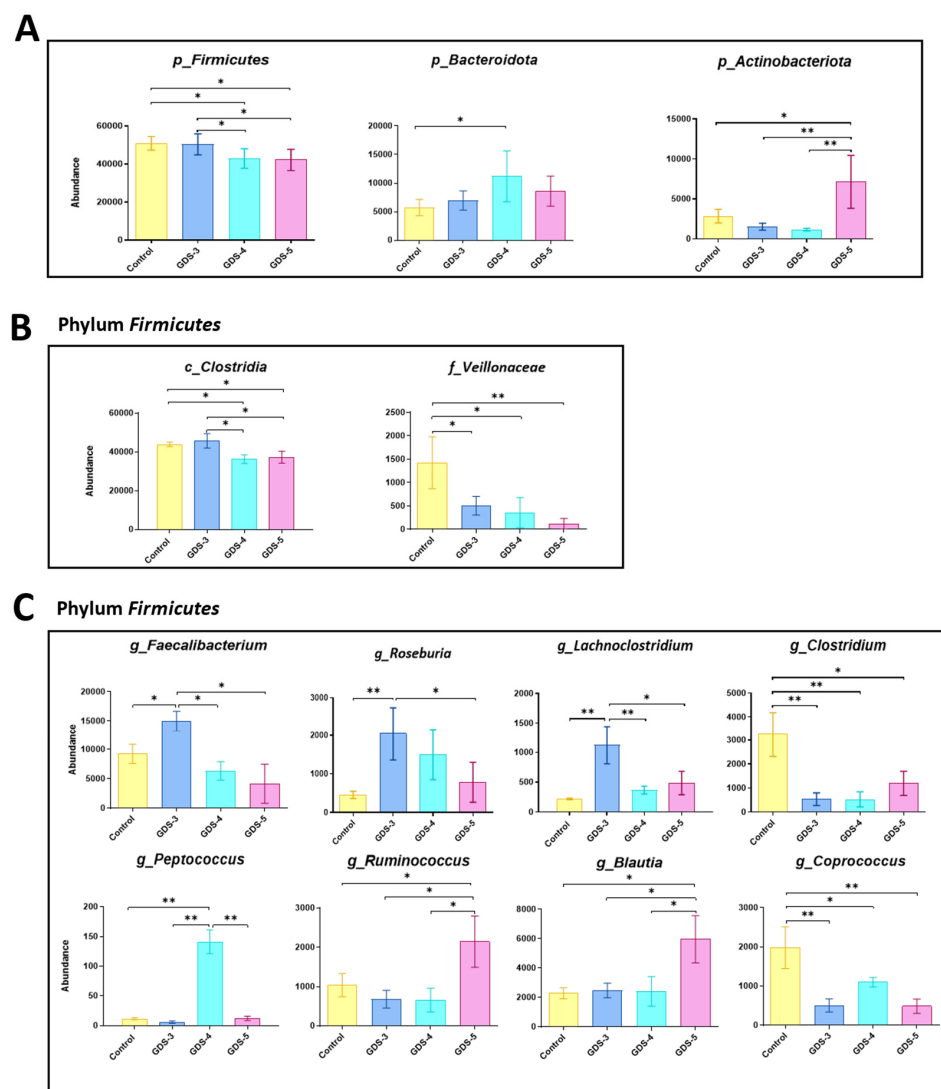 A
p_Firmicutes
p_Bacteroidota
p_Actinobacteriota
Abundance
60000
40000
20000
0
Control
GDS-3
GDS-4
GDS-5
*
*
*
*
20000
15000
10000
5000
0
Control
GDS-3
GDS-4
GDS-5
*
15000
10000
5000
0
Control
GDS-3
GDS-4
GDS-5
*
**
**
B
Phylum Firmicutes
c_Clostridia
f_Veillonaceae
Abundance
60000
40000
20000
0
Control
GDS-3
GDS-4
GDS-5
*
*
*
*
2500
2000
1500
1000
500
0
Control
GDS-3
GDS-4
GDS-5
**
*
*
C
Phylum Firmicutes
g_Faecalibacterium
g_Roseburia
g_Lachnoclostridium
g_Clostridium
Abundance
20000
15000
10000
5000
0
Control
GDS-3
GDS-4
GDS-5
*
*
*
3000
2000
1000
0
Control
GDS-3
GDS-4
GDS-5
**
*
2000
1500
1000
500
0
Control
GDS-3
GDS-4
GDS-5
*
**
**
5000
4000
3000
2000
1000
0
Control
GDS-3
GDS-4
GDS-5
*
**
**
g_Peptococcus
g_Ruminococcus
g_Blautia
g_Coprococcus
Abundance
200
150
100
50
0
Control
GDS-3
GDS-4
GDS-5
**
**
**
3000
2000
1000
0
Control
GDS-3
GDS-4
GDS-5
*
*
*
8000
6000
4000
2000
0
Control
GDS-3
GDS-4
GDS-5
*
*
*
3000
2000
1000
0
Control
GDS-3
GDS-4
GDS-5
**
*
**